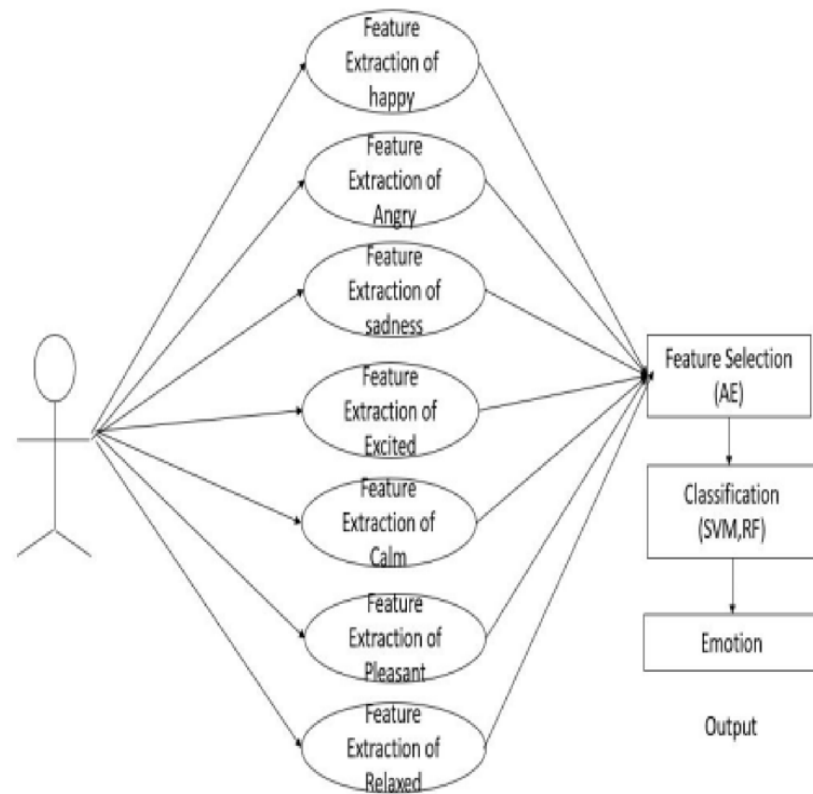 Feature
Extraction of
happy
Feature
Extraction of
Angry
Feature
Extraction of
sadness
Feature
Extraction of
Excited
Feature
Extraction of
Calm
Feature
Extraction of
Pleasant
Feature
Extraction of
Relaxed
Feature Selection
(AE)
Classification
(SVM,RF)
Emotion
Output